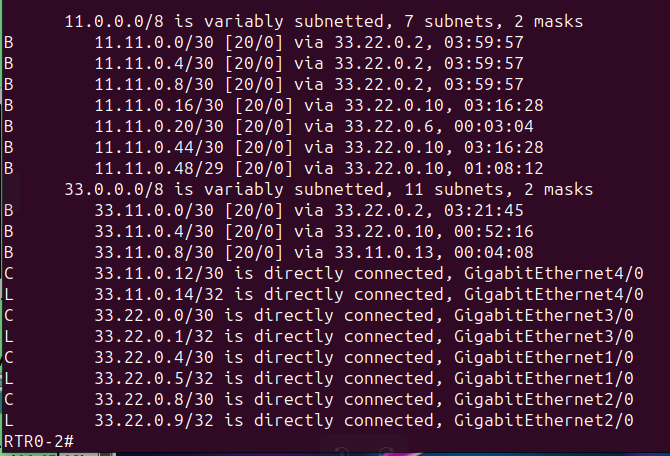 11.0.0.0/8 is variably subnetted, 7 subnets, 2 masks
B        11.11.0.0/30 [20/0] via 33.22.0.2, 03:59:57
B        11.11.0.4/30 [20/0] via 33.22.0.2, 03:59:57
B        11.11.0.8/30 [20/0] via 33.22.0.2, 03:59:57
B        11.11.0.16/30 [20/0] via 33.22.0.10, 03:16:28
B        11.11.0.20/30 [20/0] via 33.22.0.6, 00:03:04
B        11.11.0.44/30 [20/0] via 33.22.0.10, 03:16:28
B        11.11.0.48/29 [20/0] via 33.22.0.10, 01:08:12
33.0.0.0/8 is variably subnetted, 11 subnets, 2 masks
B        33.11.0.0/30 [20/0] via 33.22.0.2, 03:21:45
B        33.11.0.4/30 [20/0] via 33.22.0.10, 00:52:16
B        33.11.0.8/30 [20/0] via 33.11.0.13, 00:04:08
C        33.11.0.12/30 is directly connected, GigabitEthernet4/0
L        33.11.0.14/32 is directly connected, GigabitEthernet4/0
C        33.22.0.0/30 is directly connected, GigabitEthernet3/0
L        33.22.0.1/32 is directly connected, GigabitEthernet3/0
C        33.22.0.4/30 is directly connected, GigabitEthernet1/0
L        33.22.0.5/32 is directly connected, GigabitEthernet1/0
C        33.22.0.8/30 is directly connected, GigabitEthernet2/0
L        33.22.0.9/32 is directly connected, GigabitEthernet2/0
RTR0-2#